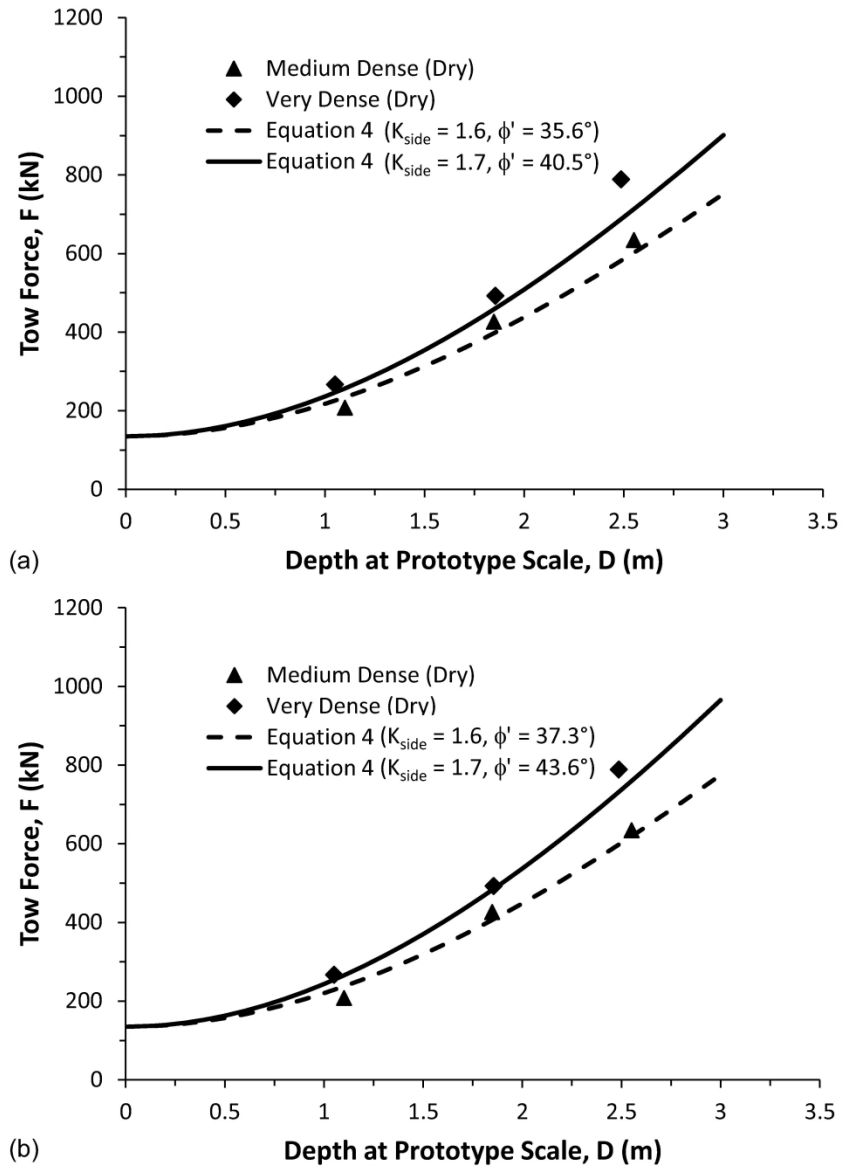 1200
1000
800
600
400
200
0
Tow Force, F (kN)
▲ Medium Dense (Dry)
◆ Very Dense (Dry)
Equation 4 (Kside = 1.6, ϕ' = 35.6°)
Equation 4 (Kside = 1.7, ϕ' = 40.5°)
0 0.5 1 1.5 2 2.5 3 3.5
(a) Depth at Prototype Scale, D (m)
1200
1000
800
600
400
200
0
Tow Force, F (kN)
▲ Medium Dense (Dry)
◆ Very Dense (Dry)
Equation 4 (Kside = 1.6, ϕ' = 37.3°)
Equation 4 (Kside = 1.7, ϕ' = 43.6°)
0 0.5 1 1.5 2 2.5 3 3.5
(b) Depth at Prototype Scale, D (m)